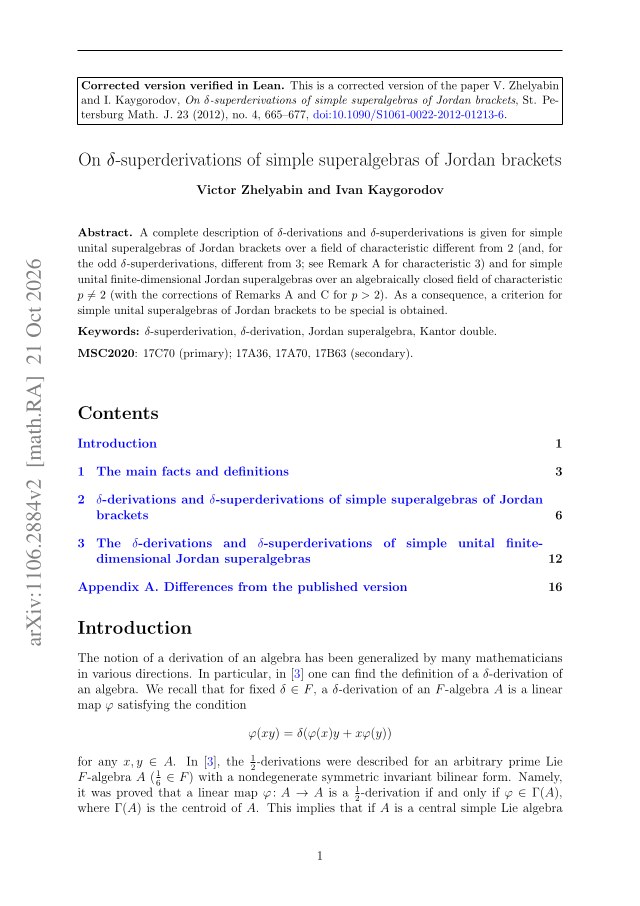 Corrected version verified in Lean. This is a corrected version of the paper V. Zhelyabin
and I. Kaygorodov, On δ-superderivations of simple superalgebras of Jordan brackets, St. Pe-
tersburg Math. J. 23 (2012), no. 4, 665–677, doi:10.1090/S1061-0022-2012-01213-6.
On δ-superderivations of simple superalgebras of Jordan brackets
Victor Zhelyabin and Ivan Kaygorodov
Abstract. A complete description of δ-derivations and δ-superderivations is given for simple
unital superalgebras of Jordan brackets over a field of characteristic different from 2 (and, for
the odd δ-superderivations, different from 3; see Remark A for characteristic 3) and for simple
unital finite-dimensional Jordan superalgebras over an algebraically closed field of characteristic
p ≠ 2 (with the corrections of Remarks A and C for p > 2). As a consequence, a criterion for
simple unital superalgebras of Jordan brackets to be special is obtained.
Keywords: δ-superderivation, δ-derivation, Jordan superalgebra, Kantor double.
MSC2020: 17C70 (primary); 17A36, 17A70, 17B63 (secondary).
arXiv:1106.2884v2 [math.RA] 21 Oct 2026
Contents
Introduction 1
1 The main facts and definitions 3
2 δ-derivations and δ-superderivations of simple superalgebras of Jordan
brackets 6
3 The δ-derivations and δ-superderivations of simple unital finite-
dimensional Jordan superalgebras 12
Appendix A. Differences from the published version 16
Introduction
The notion of a derivation of an algebra has been generalized by many mathematicians
in various directions. In particular, in [3] one can find the definition of a δ-derivation of
an algebra. We recall that for fixed δ ∈ F, a δ-derivation of an F-algebra A is a linear
map φ satisfying the condition
φ(xy) = δ(φ(x)y + xφ(y))
for any x, y ∈ A. In [3], the 1/2-derivations were described for an arbitrary prime Lie
F-algebra A (1/6 ∈ F) with a nondegenerate symmetric invariant bilinear form. Namely,
it was proved that a linear map φ: A → A is a 1/2-derivation if and only if φ ∈ Γ(A),
where Γ(A) is the centroid of A. This implies that if A is a central simple Lie algebra
1